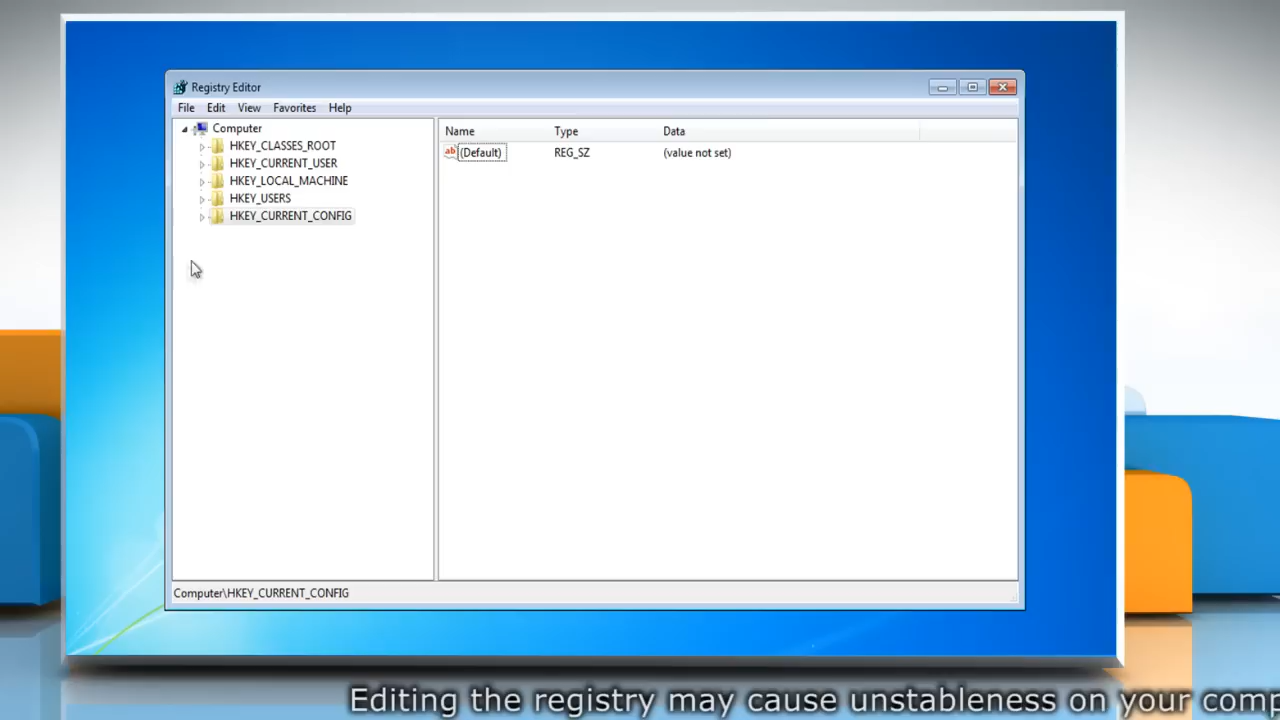 Registry Editor
File Edit View Favorites Help
Computer
HKEY_CLASSES_ROOT
HKEY_CURRENT_USER
HKEY_LOCAL_MACHINE
HKEY_USERS
HKEY_CURRENT_CONFIG
Name Type Data
ab (Default) REG_SZ (value not set)
Computer\HKEY_CURRENT_CONFIG
Editing the registry may cause unstableness on your comp